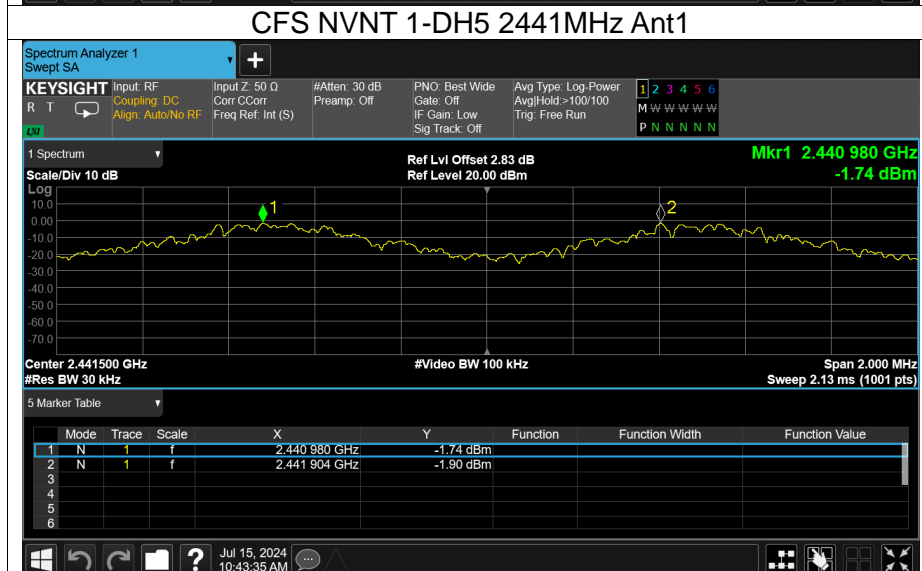 CFS NVNT 1-DH5 2441MHz Ant1
Spectrum Analyzer 1
Swept SA
KEYSIGHT Input: RF Input Z: 50 Ω #Atten: 30 dB PNO: Best Wide Avg Type: Log-Power 1 2 3 4 5 6
R T Coupling: DC Corr CCorr Preamp: Off Gate: Off Avg|Hold:>100/100 M W W W W W
Align: Auto/No RF Freq Ref: Int (S) IF Gain: Low Trig: Free Run
LXI Sig Track: Off P N N N N N
1 Spectrum Ref Lvl Offset 2.83 dB Mkr1 2.440 980 GHz
Scale/Div 10 dB Ref Level 20.00 dBm -1.74 dBm
Log
10.0
0.00
-10.0
-20.0
-30.0
-40.0
-50.0
-60.0
-70.0
1
2
Center 2.441500 GHz #Video BW 100 kHz Span 2.000 MHz
#Res BW 30 kHz Sweep 2.13 ms (1001 pts)
5 Marker Table
Mode Trace Scale X Y Function Function Width Function Value
1 N 1 f 2.440 980 GHz -1.74 dBm
2 N 1 f 2.441 904 GHz -1.90 dBm
3
4
5
6
Jul 15, 2024
10:43:35 AM